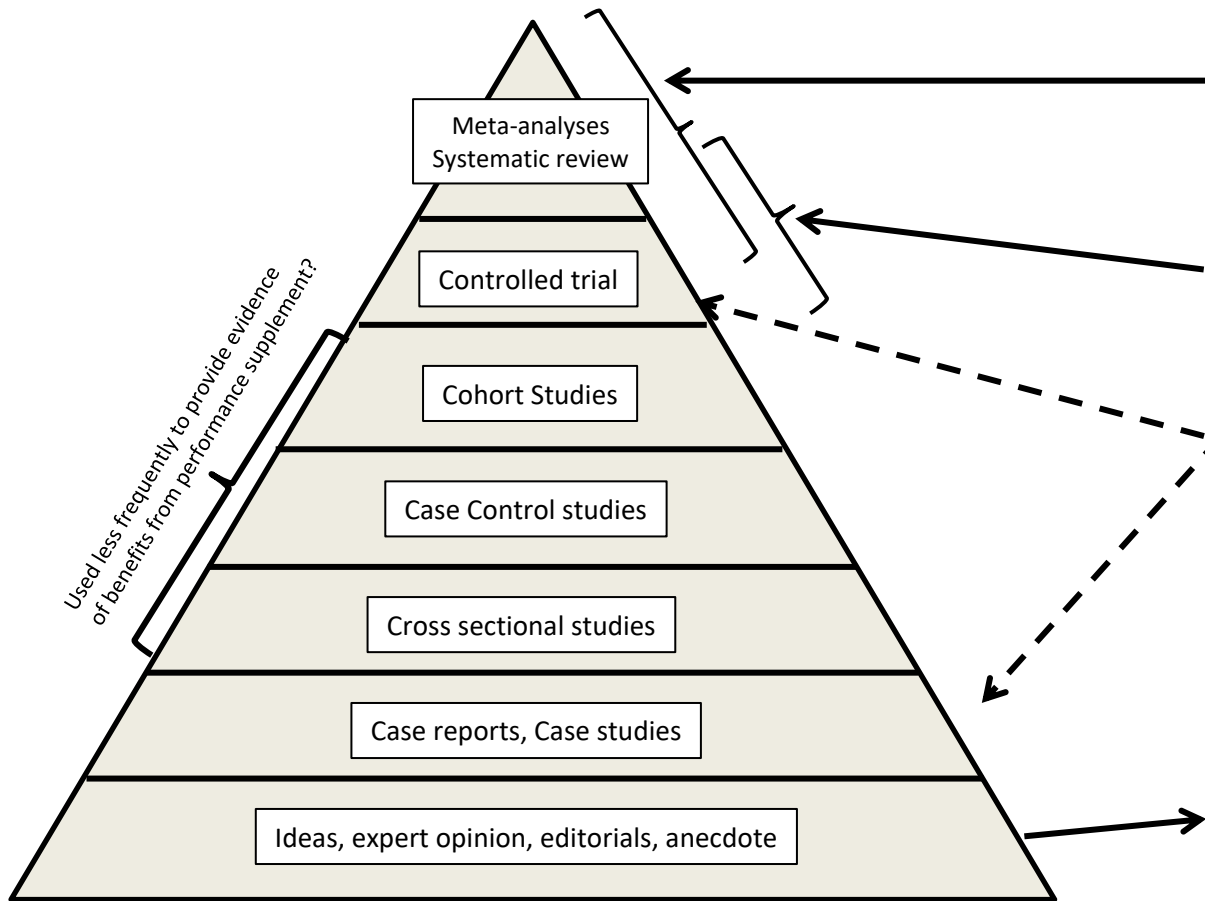 Meta-analyses
Systematic review
Controlled trial
Used less frequently to provide evidence
of benefits from performance supplement?
Cohort Studies
Case Control studies
Cross sectional studies
Case reports, Case studies
Ideas, expert opinion, editorials, anecdote